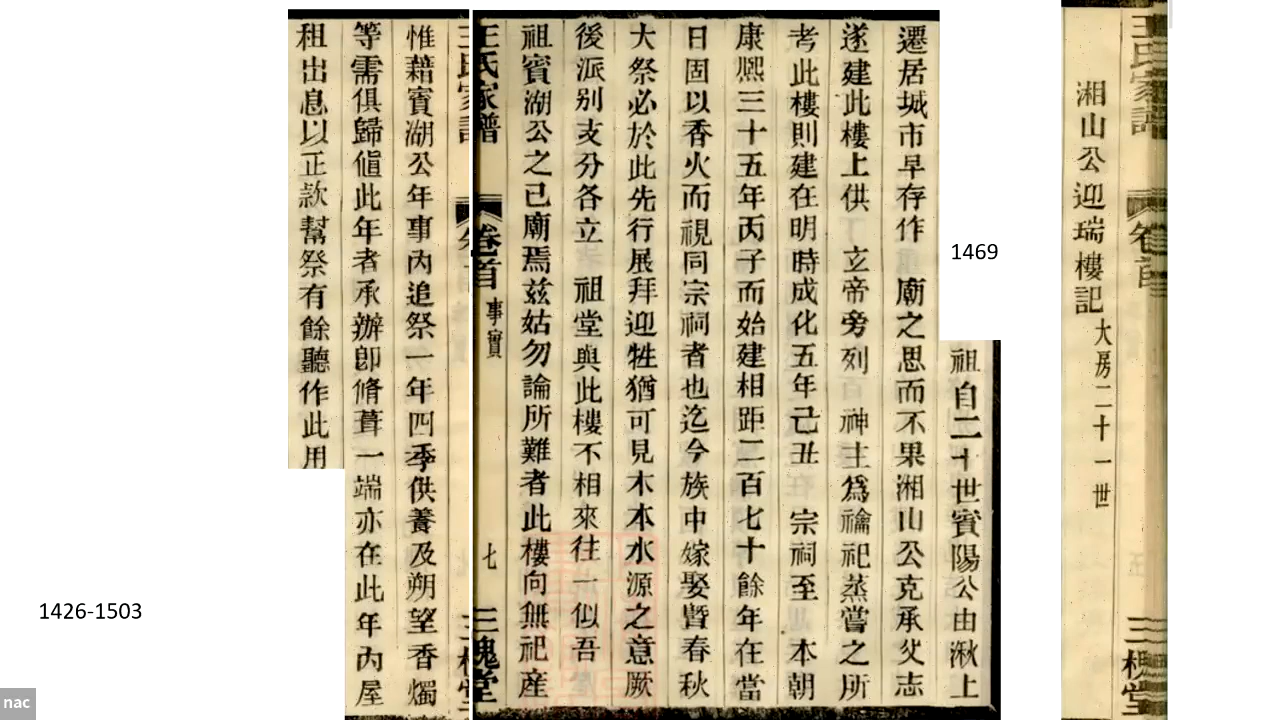 王氏家譜 卷首 三槐堂
湘山公迎瑞樓記 大房二十一世
祖自二十世賓陽公由湫上
遷居城市早存作 廟之思而不果湘山公克承父志
遂建此樓上供 立帝旁列 神主爲禴祀蒸嘗之所
考此樓則建在明時成化五年己丑 宗祠至 本朝
康熙三十五年丙子而始建相距二百七十餘年在當
日固以香火而視同宗祠者也迄今族中嫁娶暨春秋
大祭必於此先行展拜迎牲猶可見木本水源之意厥
後派别支分各立 祖堂與此樓不相來往一似吾
祖賓湖公之己廟焉茲姑勿論所難者此樓向無祀産
王氏家譜 卷首 事實 七 三槐堂
惟藉賓湖公年事內追祭一年四季供養及朔望香燭
等需俱歸値此年者承辦卽脩葺一端亦在此年內屋
租出息以正款幫祭有餘聽作此用
1469
1426-1503
nac